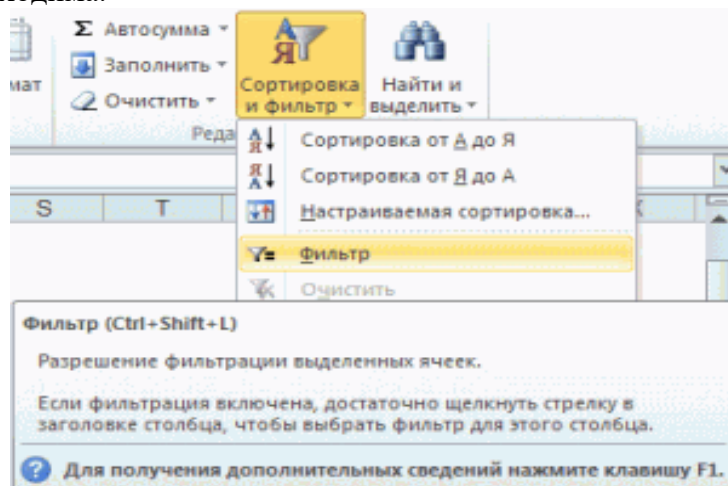 Σ Автосумма
Заполнить
мат
Очистить
Сортировка и фильтр
Найти и выделить
Реда
Сортировка от А до Я
Сортировка от Я до А
S T
Настраиваемая сортировка...
Фильтр
Очистить
Фильтр (Ctrl+Shift+L)
Разрешение фильтрации выделенных ячеек.
Если фильтрация включена, достаточно щелкнуть стрелку в
заголовке столбца, чтобы выбрать фильтр для этого столбца.
Для получения дополнительных сведений нажмите клавишу F1.